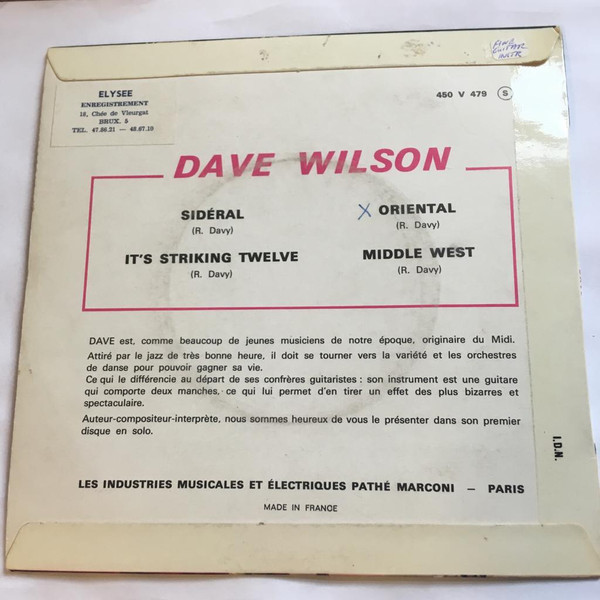 ELYSEE
ENREGISTREMENT
18, Chée de Vleurgat
BRUX. 5
TEL. 47.86.21 — 48.67.19
450 V 479 S
DAVE WILSON
SIDÉRAL
(R. Davy)
X ORIENTAL
(R. Davy)
IT'S STRIKING TWELVE
(R. Davy)
MIDDLE WEST
(R. Davy)
DAVE est, comme beaucoup de jeunes musiciens de notre époque, originaire du Midi.
Attiré par le jazz de très bonne heure, il doit se tourner vers la variété et les orchestres
de danse pour pouvoir gagner sa vie.
Ce qui le différencie au départ de ses confrères guitaristes : son instrument est une guitare
qui comporte deux manches, ce qui lui permet d'en tirer un effet des plus bizarres et
spectaculaire.
Auteur-compositeur-interprète, nous sommes heureux de vous le présenter dans son premier
disque en solo.
I.D.N.
LES INDUSTRIES MUSICALES ET ÉLECTRIQUES PATHÉ MARCONI — PARIS
MADE IN FRANCE